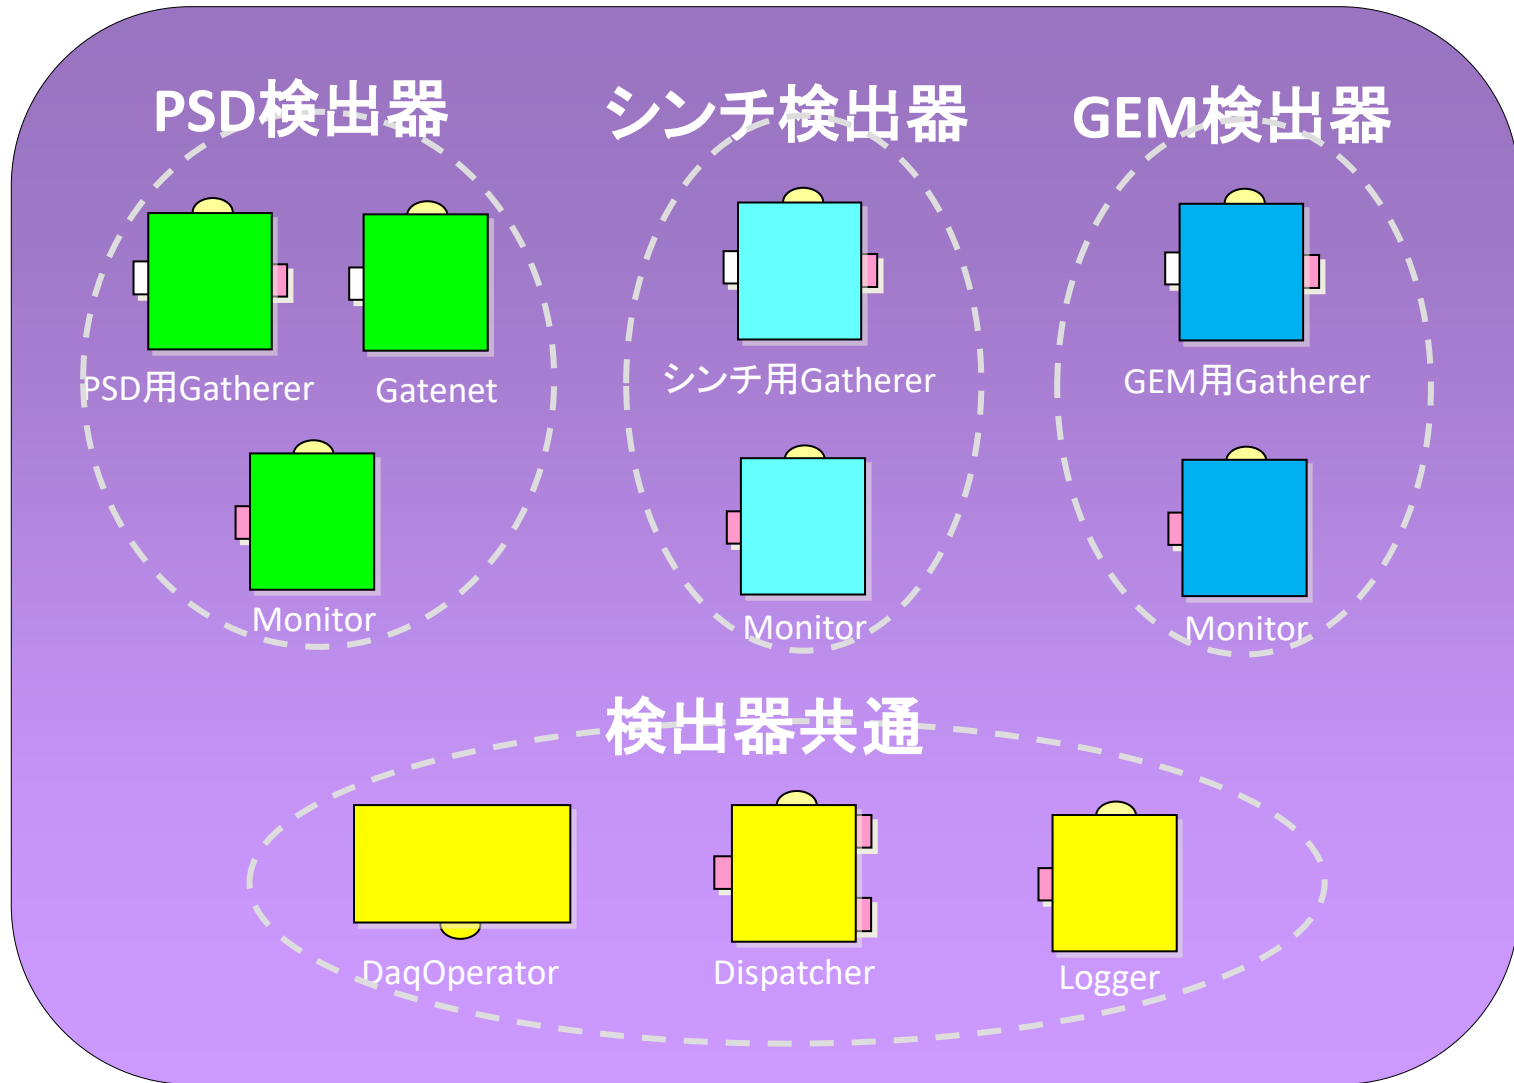 PSD検出器
シンチ検出器
GEM検出器
PSD用Gatherer
Gatenet
シンチ用Gatherer
GEM用Gatherer
Monitor
Monitor
Monitor
検出器共通
DaqOperator
Dispatcher
Logger